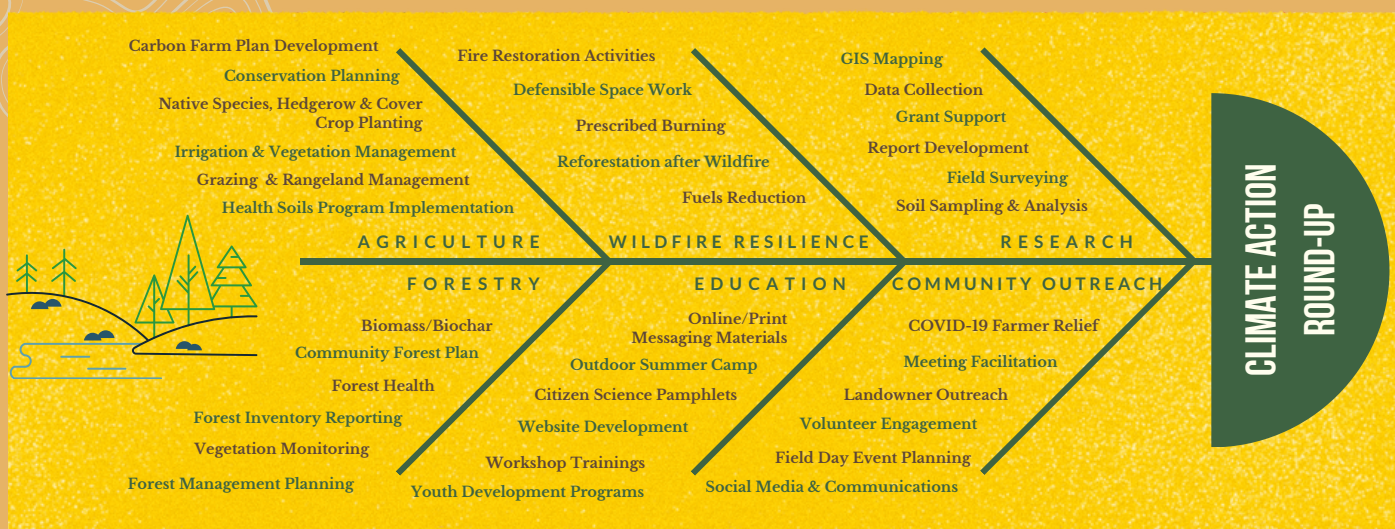 Carbon Farm Plan Development
Conservation Planning
Native Species, Hedgerow & Cover
Crop Planting
Irrigation & Vegetation Management
Grazing & Rangeland Management
Health Soils Program Implementation
AGRICULTURE
Fire Restoration Activities
Defensible Space Work
Prescribed Burning
Reforestation after Wildfire
Fuels Reduction
WILDFIRE RESILIENCE
GIS Mapping
Data Collection
Grant Support
Report Development
Field Surveying
Soil Sampling & Analysis
RESEARCH
FORESTRY
Biomass/Biochar
Community Forest Plan
Forest Health
Forest Inventory Reporting
Vegetation Monitoring
Forest Management Planning
EDUCATION
Online/Print
Messaging Materials
Outdoor Summer Camp
Citizen Science Pamphlets
Website Development
Workshop Trainings
Youth Development Programs
COMMUNITY OUTREACH
COVID-19 Farmer Relief
Meeting Facilitation
Landowner Outreach
Volunteer Engagement
Field Day Event Planning
Social Media & Communications
CLIMATE ACTION
ROUND-UP